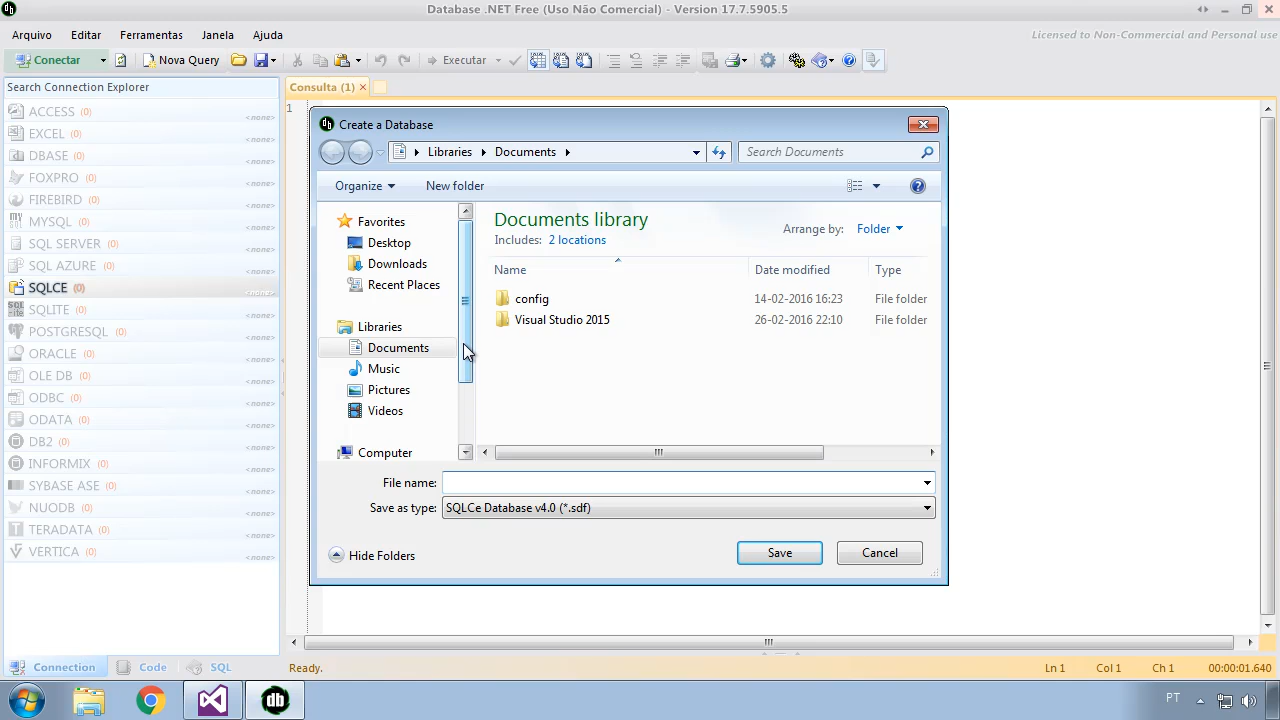 Database .NET Free (Uso Não Comercial) - Version 17.7.5905.5
Arquivo Editar Ferramentas Janela Ajuda
Licensed to Non-Commercial and Personal use
Conectar Nova Query Executar
Search Connection Explorer
Consulta (1)
1
ACCESS (0) <none>
EXCEL (0) <none>
DBASE (0) <none>
FOXPRO (0) <none>
FIREBIRD (0) <none>
MYSQL (0) <none>
SQL SERVER (0) <none>
SQL AZURE (0) <none>
SQLCE (0) <none>
SQLITE (0) <none>
POSTGRESQL (0) <none>
ORACLE (0) <none>
OLE DB (0) <none>
ODBC (0) <none>
ODATA (0) <none>
DB2 (0) <none>
INFORMIX (0) <none>
SYBASE ASE (0) <none>
NUODB (0) <none>
TERADATA (0) <none>
VERTICA (0) <none>
Create a Database
Libraries Documents
Search Documents
Organize New folder
Favorites
Desktop
Downloads
Recent Places
Libraries
Documents
Music
Pictures
Videos
Computer
Documents library
Includes: 2 locations
Arrange by: Folder
Name Date modified Type
config 14-02-2016 16:23 File folder
Visual Studio 2015 26-02-2016 22:10 File folder
File name:
Save as type: SQLCe Database v4.0 (*.sdf)
Hide Folders Save Cancel
Connection Code SQL
Ready. Ln 1 Col 1 Ch 1 00:00:01.640
db PT